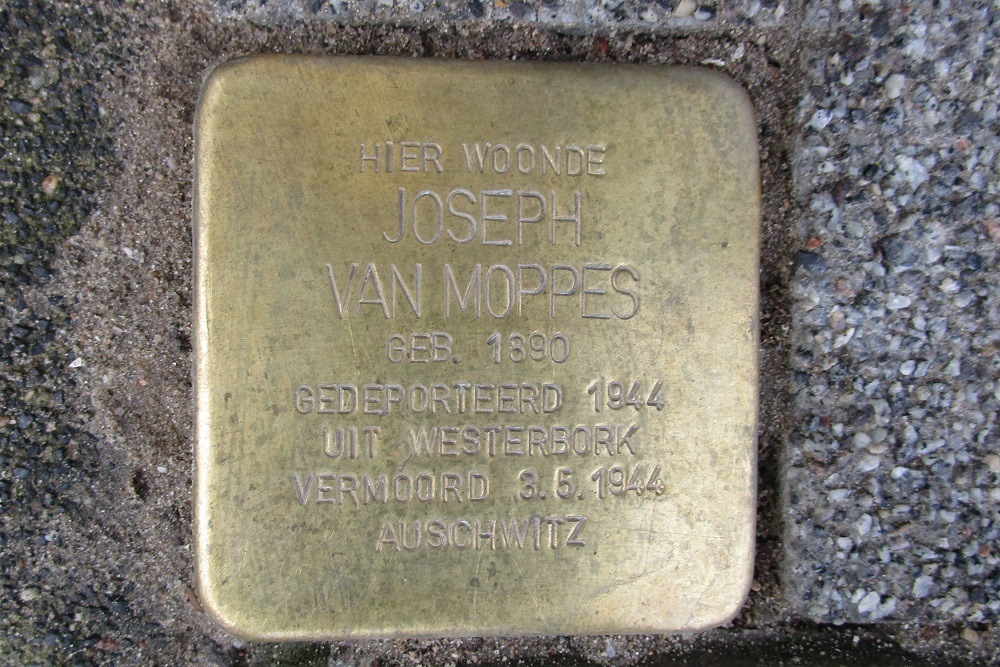 HIER WOONDE
JOSEPH
VAN MOPPES
GEB. 1890
GEDEPORTEERD 1944
UIT WESTERBORK
VERMOORD 3.5.1944
AUSCHWITZ